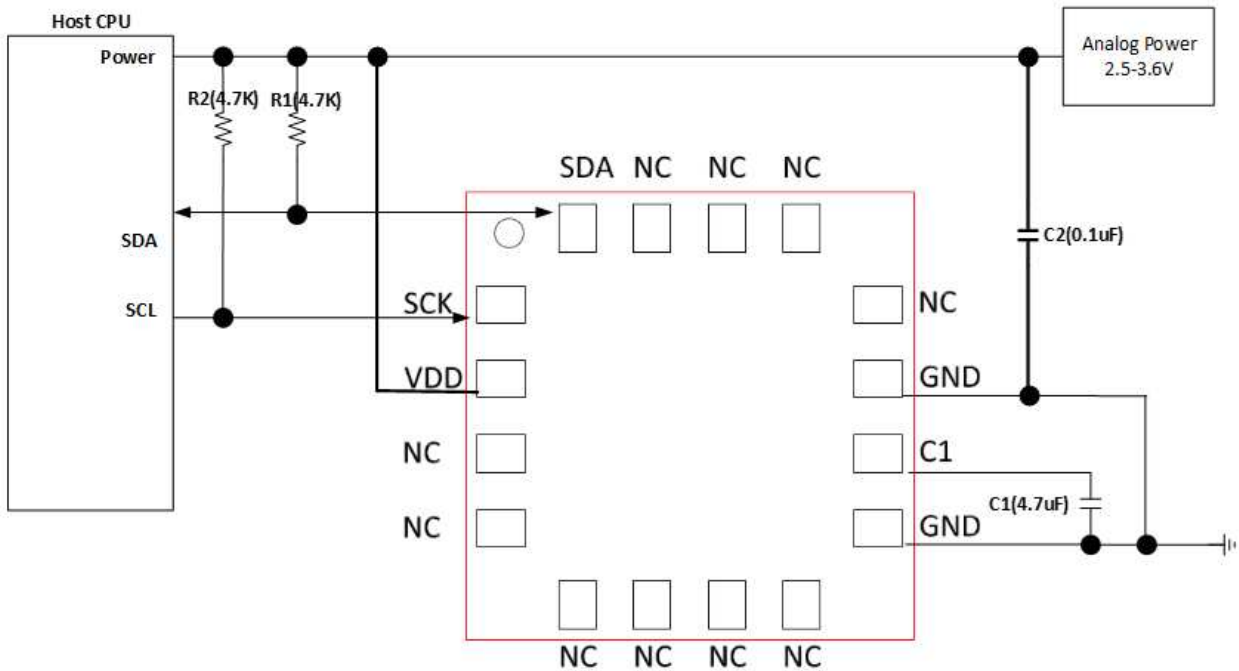 Host CPU
Power
Analog Power
2.5-3.6V
R2(4.7K)
R1(4.7K)
SDA NC NC NC
SDA
C2(0.1uF)
SCL
SCK
NC
VDD
GND
NC
C1
C1(4.7uF)
NC
GND
NC NC NC NC